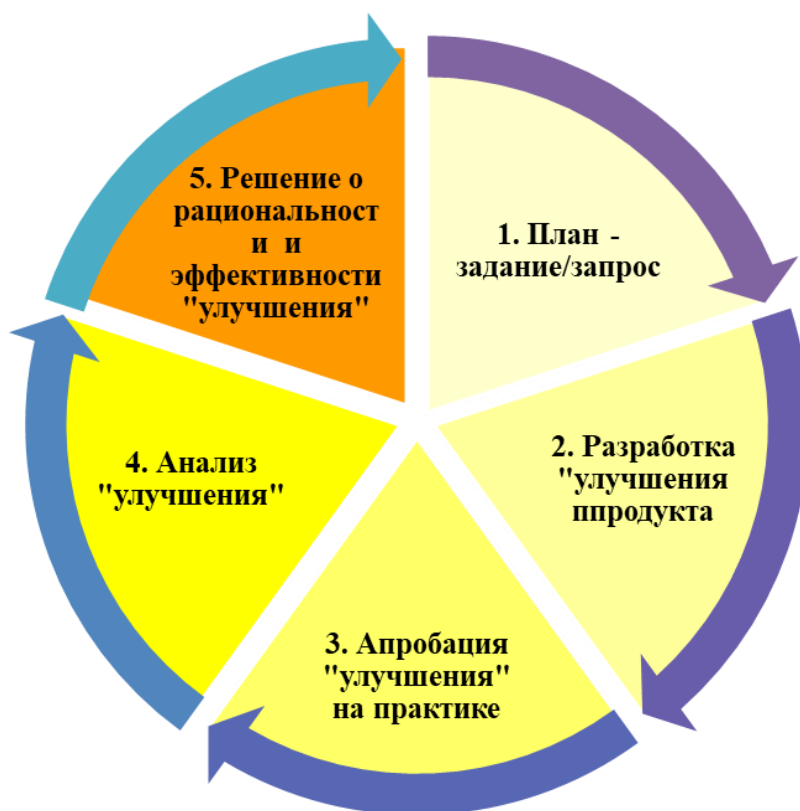 1. План -
задание/запрос
2. Разработка
"улучшения
ппродукта
3. Апробация
"улучшения"
на практике
4. Анализ
"улучшения"
5. Решение о
рациональност
и и
эффективности
"улучшения"